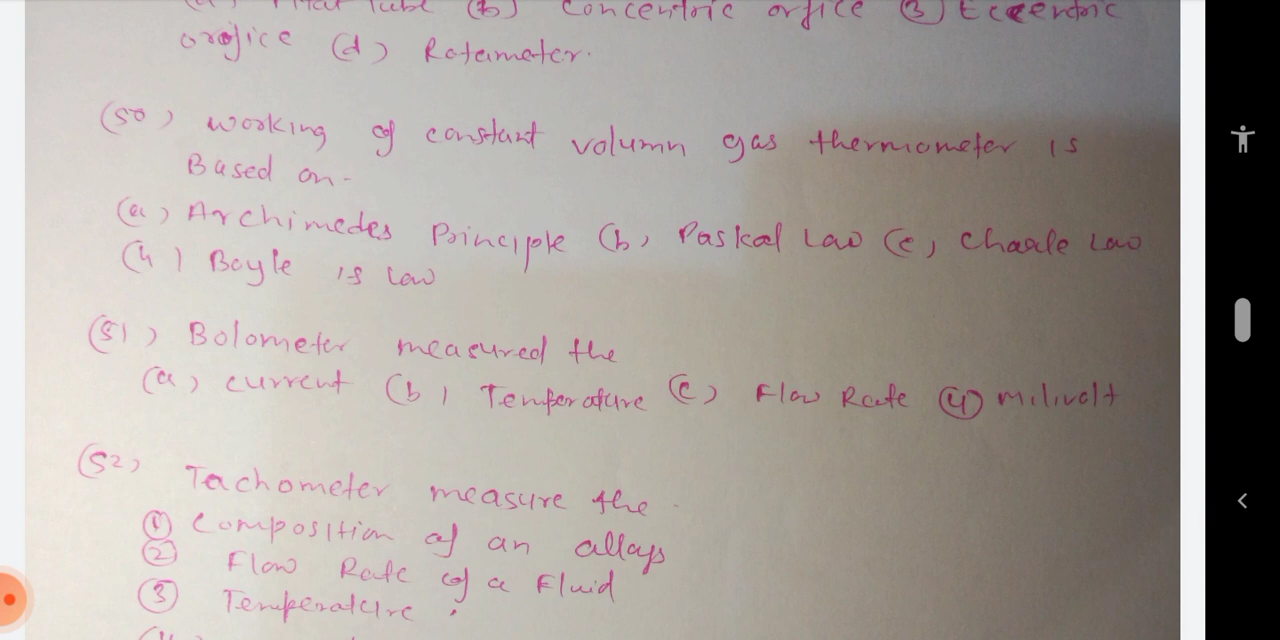 Tube (b) Concentric orfice (3) Eccentric
orofice (d) Rotameter.
(50) working of constant volumn gas thermometer is
Based on-
(a) Archimedes Principle (b) Paskal Law (c) Charle Law
(4) Boyle is Law
(51) Bolometer measured the
(a) current (b) Temperature (c) Flow Rate (4) milivolt
(52) Tachometer measure the
(1) Composition of an alloys
(2) Flow Rate of a Fluid
(3) Temperature